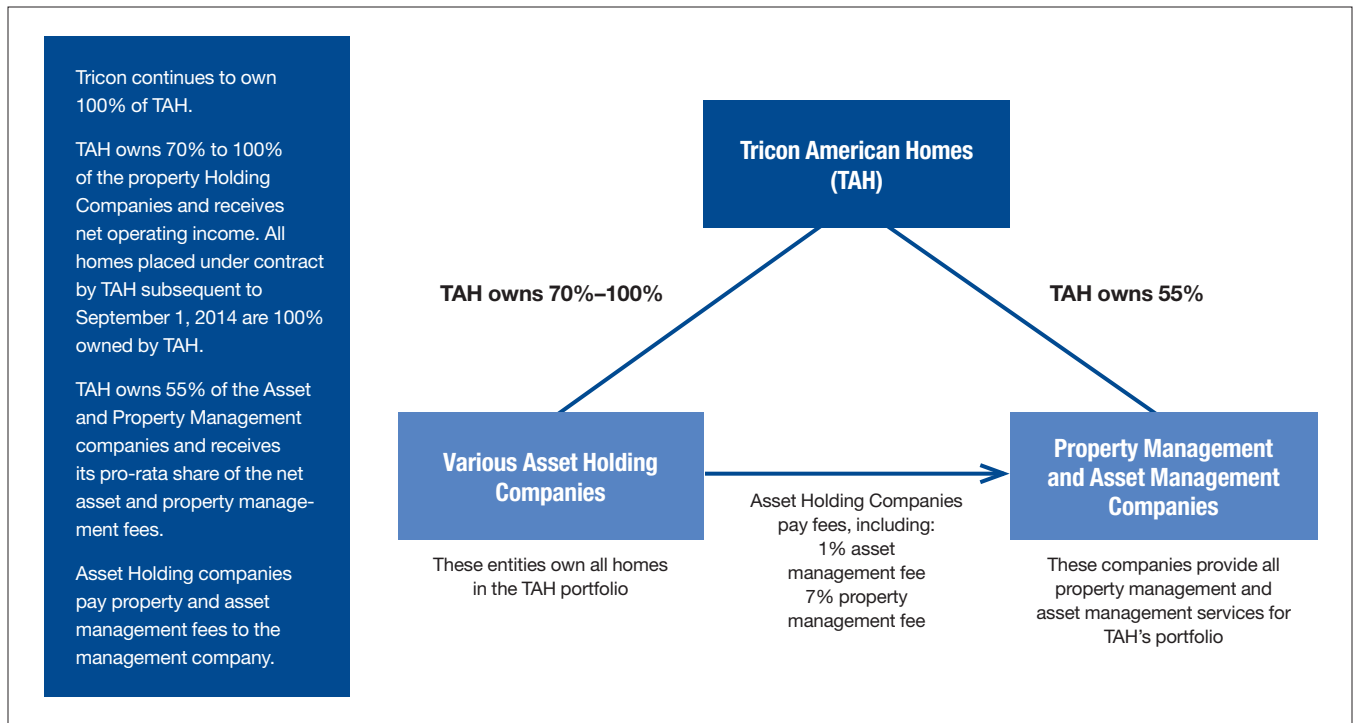 Tricon continues to own
100% of TAH.
TAH owns 70% to 100%
of the property Holding
Companies and receives
net operating income. All
homes placed under contract
by TAH subsequent to
September 1, 2014 are 100%
owned by TAH.
TAH owns 55% of the Asset
and Property Management
companies and receives
its pro-rata share of the net
asset and property manage-
ment fees.
Asset Holding companies
pay property and asset
management fees to the
management company.
Tricon American Homes
(TAH)
TAH owns 70%–100%
TAH owns 55%
Various Asset Holding
Companies
These entities own all homes
in the TAH portfolio
Asset Holding Companies
pay fees, including:
1% asset
management fee
7% property
management fee
Property Management
and Asset Management
Companies
These companies provide all
property management and
asset management services for
TAH's portfolio